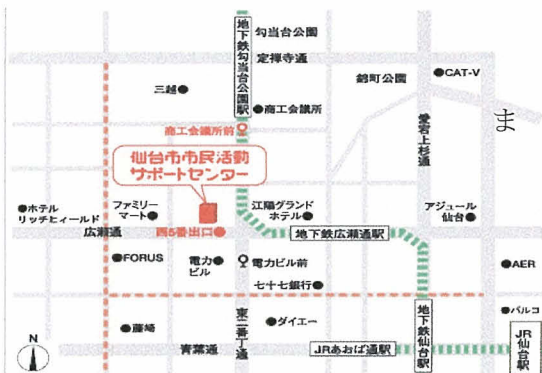 勾当台公園
地下鉄勾当台公園駅
定禅寺通
錦町公園
CAT-V
三越
商工会議所
商工会議所前
愛宕上杉通
ま
仙台市市民活動
サポートセンター
ホテル
リッチフィールド
ファミリー
マート
江陽グランド
ホテル
アジュール
仙台
広瀬通
西5番出口
地下鉄広瀬通駅
FORUS
電力
ビル
電力ビル前
AER
七十七銀行
パルコ
藤崎
東二番丁通
ダイエー
地下鉄仙台駅
JR仙台駅
N
青葉通
JRあおば通駅